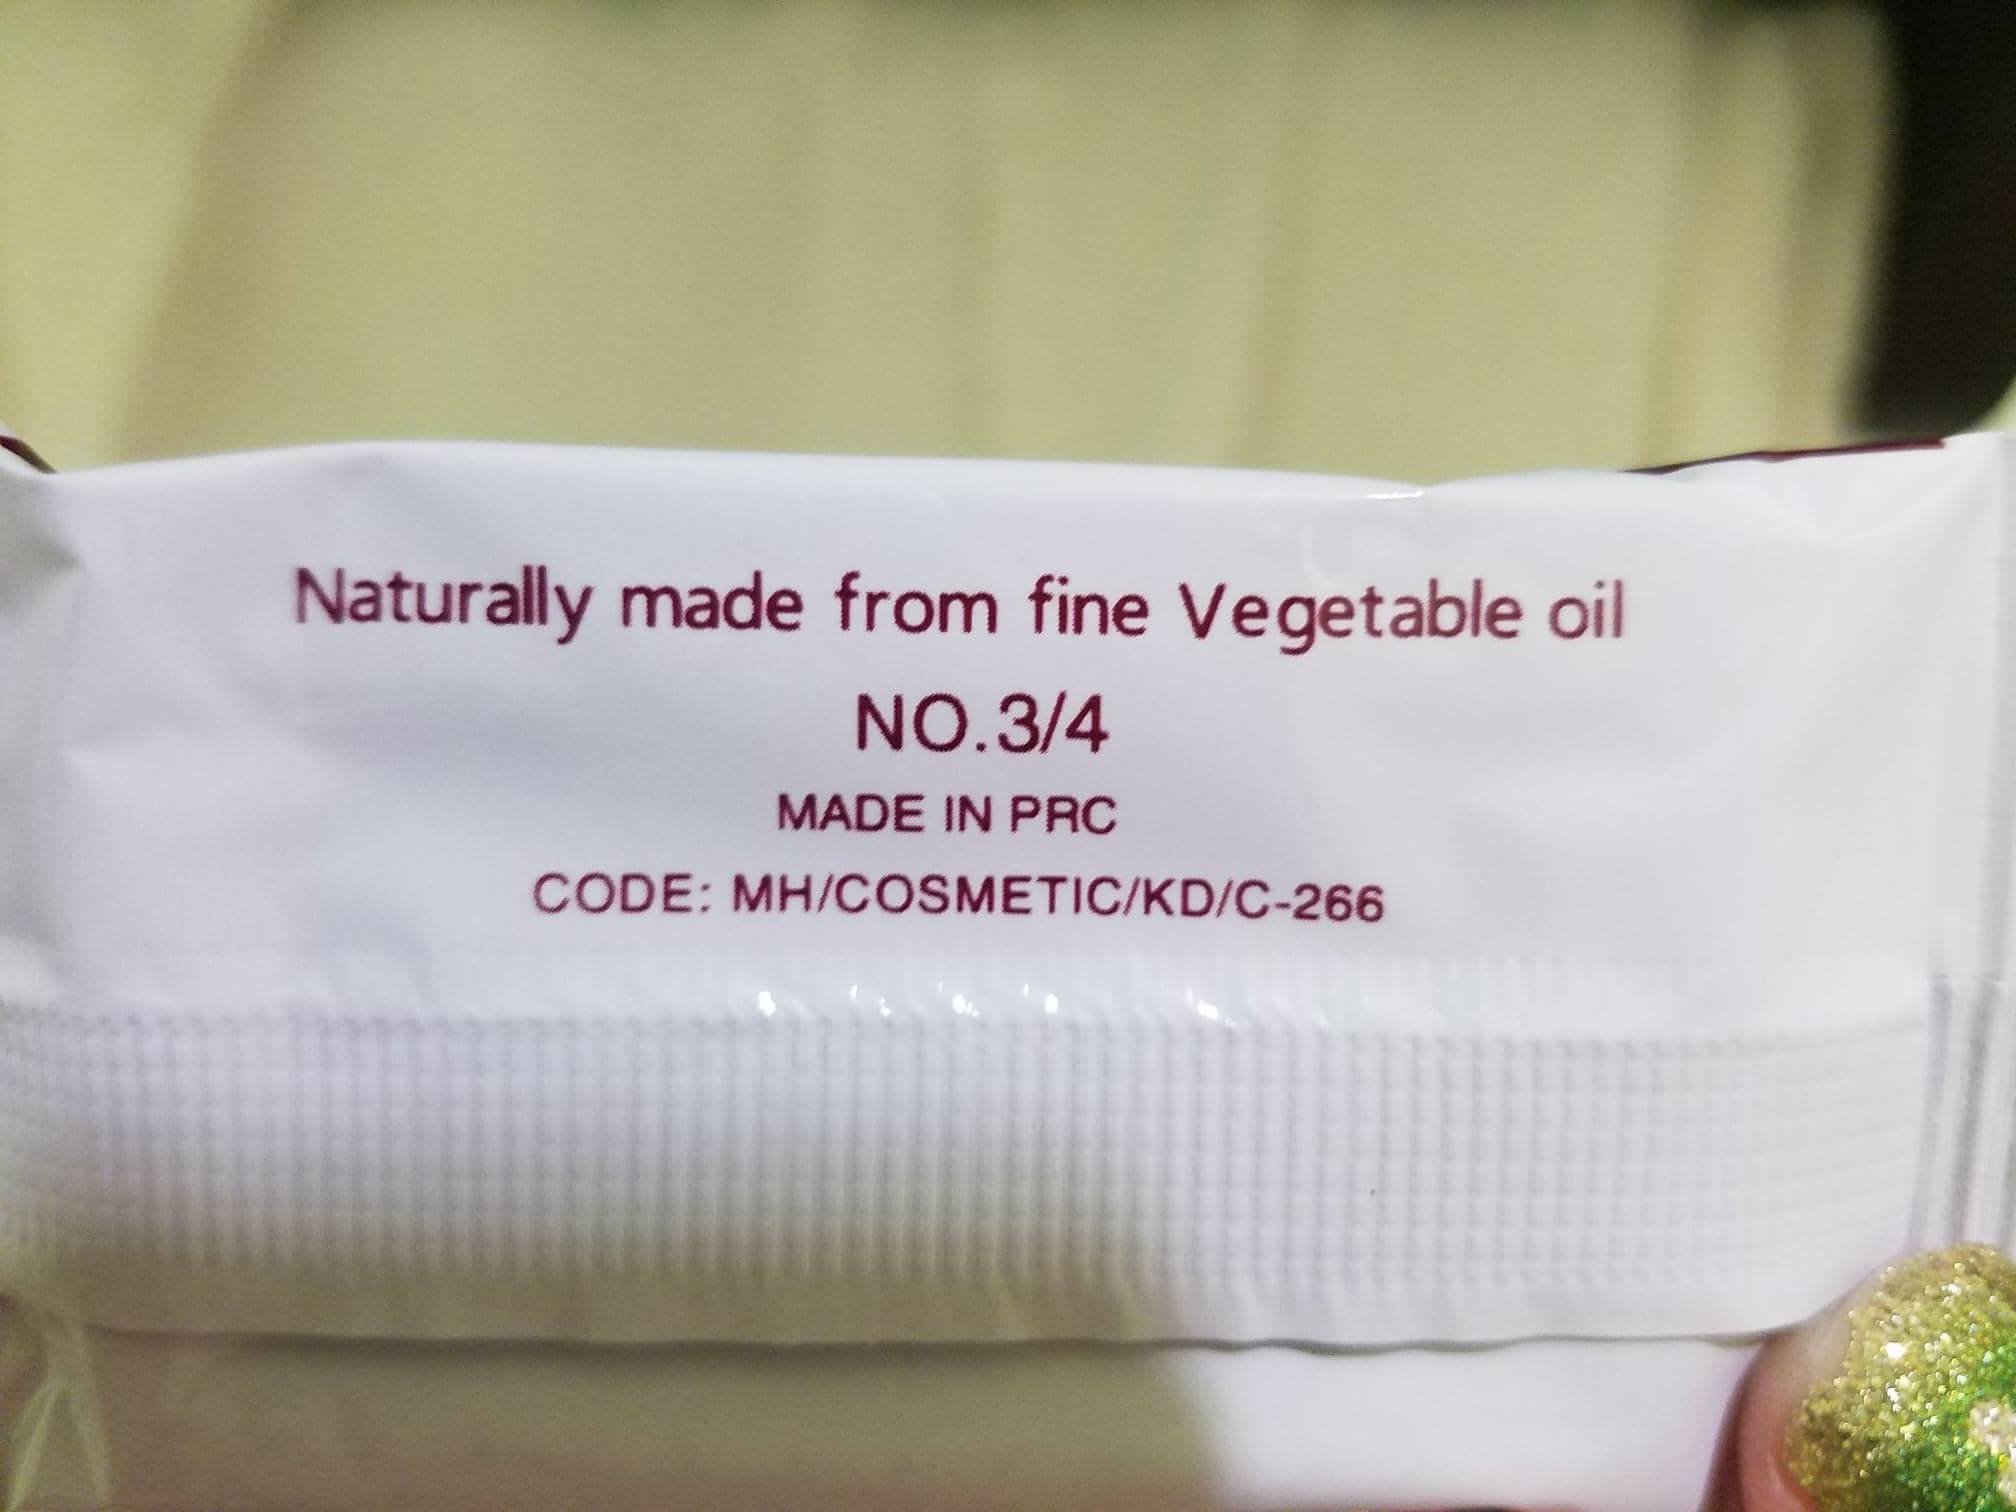 Naturally made from fine Vegetable oil
NO.3/4
MADE IN PRC
CODE: MH/COSMETIC/KD/C-266